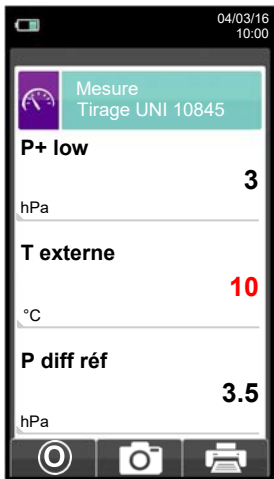 04/03/16
10:00
Mesure
Tirage UNI 10845
P+ low
3
hPa
T externe
10
°C
P diff réf
3.5
hPa
O